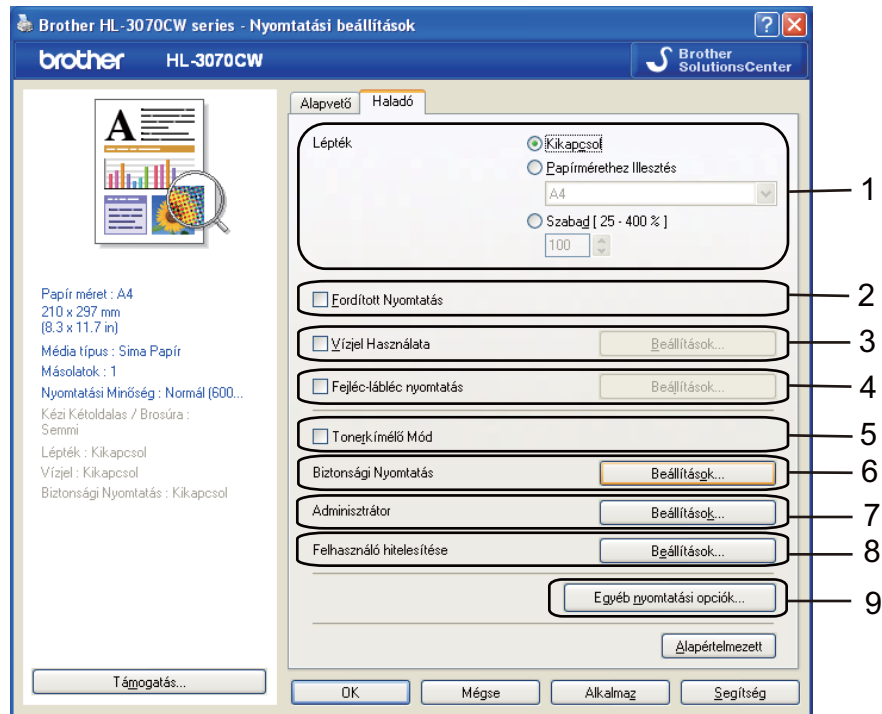 Brother HL-3070CW series - Nyomtatási beállítások
brother HL-3070CW
Brother
SolutionsCenter
A
Papír méret : A4
210 x 297 mm
(8.3 x 11.7 in)
Média típus : Sima Papír
Másolatok : 1
Nyomtatási Minőség : Normál (600...
Kézi Kétoldalas / Brosúra :
Semmi
Lépték : Kikapcsol
Vízjel : Kikapcsol
Biztonsági Nyomtatás : Kikapcsol
Támogatás...
Alapvető Haladó
Lépték
Kikapcsol
Papírmérethez Illesztés
A4
Szabad [ 25 - 400 % ]
100
1
Fordított Nyomtatás
2
Vízjel Használata Beállítások...
3
Fejléc-lábléc nyomtatás Beállítások...
4
Tonerkímélő Mód
5
Biztonsági Nyomtatás Beállítások...
6
Adminisztrátor Beállítások...
7
Felhasználó hitelesítése Beállítások...
8
Egyéb nyomtatási opciók...
9
Alapértelmezett
OK Mégse Alkalmaz Segítség